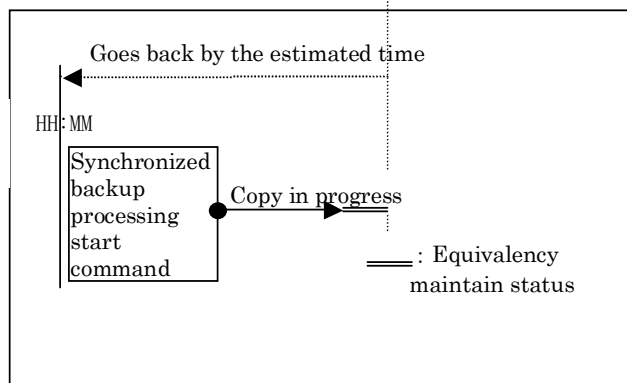 Goes back by the estimated time
HH:MM
Synchronized
backup
processing
start
command
Copy in progress
: Equivalency
maintain status